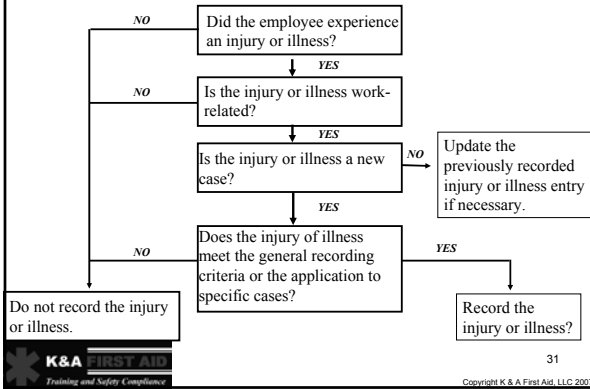 NO
Did the employee experience
an injury or illness?
YES
NO
Is the injury or illness work-
related?
YES
Is the injury or illness a new
case?
NO
Update the
previously recorded
injury or illness entry
if necessary.
YES
NO
Does the injury of illness
meet the general recording
criteria or the application to
specific cases?
YES
Do not record the injury
or illness.
Record the
injury or illness?
K&A FIRST AID
Training and Safety Compliance
31
Copyright K & A First Aid, LLC 2007